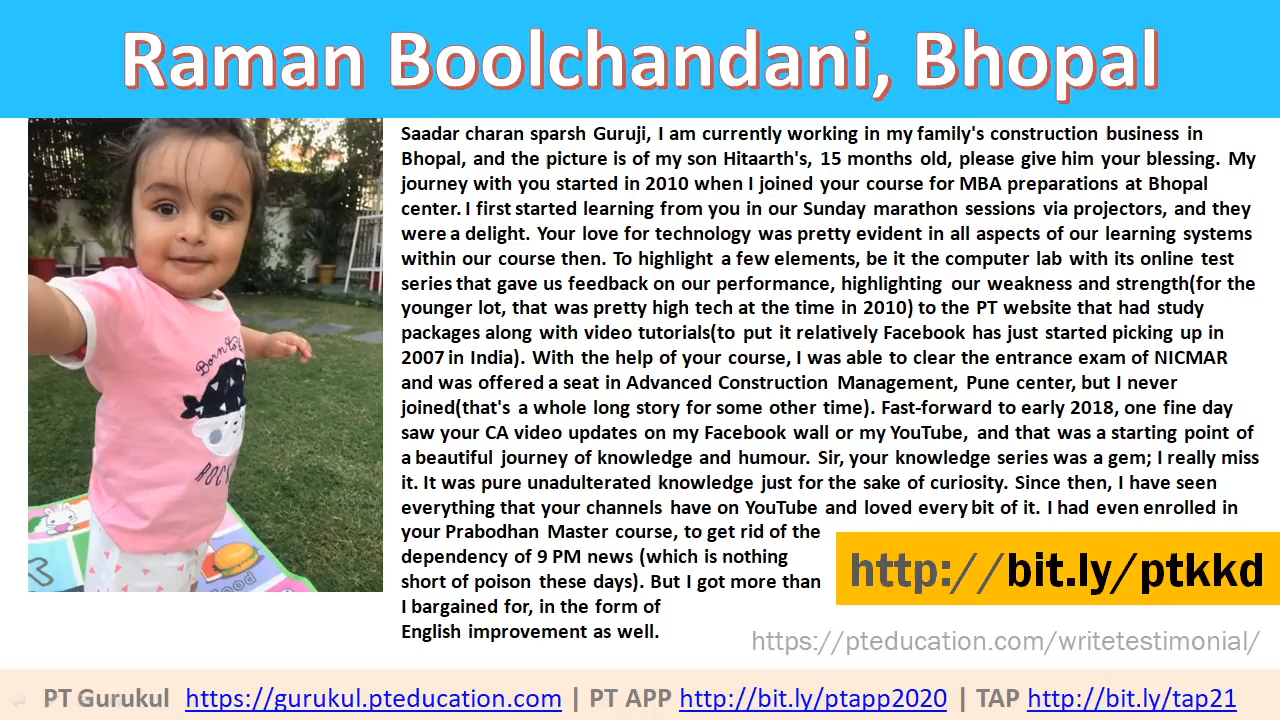 Raman Boolchandani, Bhopal
Saadar charan sparsh Guruji, I am currently working in my family's construction business in
Bhopal, and the picture is of my son Hitaarth's, 15 months old, please give him your blessing. My
journey with you started in 2010 when I joined your course for MBA preparations at Bhopal
center. I first started learning from you in our Sunday marathon sessions via projectors, and they
were a delight. Your love for technology was pretty evident in all aspects of our learning systems
within our course then. To highlight a few elements, be it the computer lab with its online test
series that gave us feedback on our performance, highlighting our weakness and strength(for the
younger lot, that was pretty high tech at the time in 2010) to the PT website that had study
packages along with video tutorials(to put it relatively Facebook has just started picking up in
2007 in India). With the help of your course, I was able to clear the entrance exam of NICMAR
and was offered a seat in Advanced Construction Management, Pune center, but I never
joined(that's a whole long story for some other time). Fast-forward to early 2018, one fine day
saw your CA video updates on my Facebook wall or my YouTube, and that was a starting point of
a beautiful journey of knowledge and humour. Sir, your knowledge series was a gem; I really miss
it. It was pure unadulterated knowledge just for the sake of curiosity. Since then, I have seen
everything that your channels have on YouTube and loved every bit of it. I had even enrolled in
your Prabodhan Master course, to get rid of the
dependency of 9 PM news (which is nothing
short of poison these days). But I got more than
I bargained for, in the form of
English improvement as well.
http://bit.ly/ptkkd
https://pteducation.com/writetestimonial/
Born to
ROCK
PT Gurukul https://gurukul.pteducation.com | PT APP http://bit.ly/ptapp2020 | TAP http://bit.ly/tap21